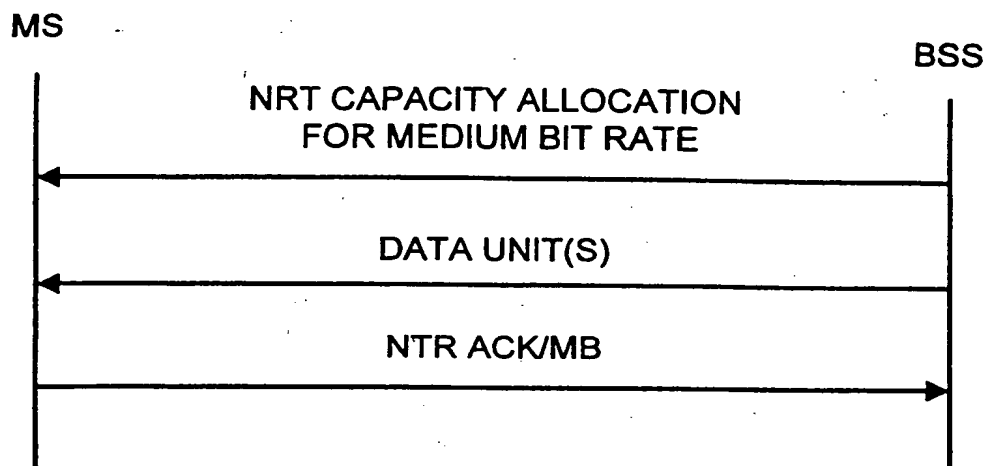 MS
BSS
NRT CAPACITY ALLOCATION
FOR MEDIUM BIT RATE
DATA UNIT(S)
NTR ACK/MB